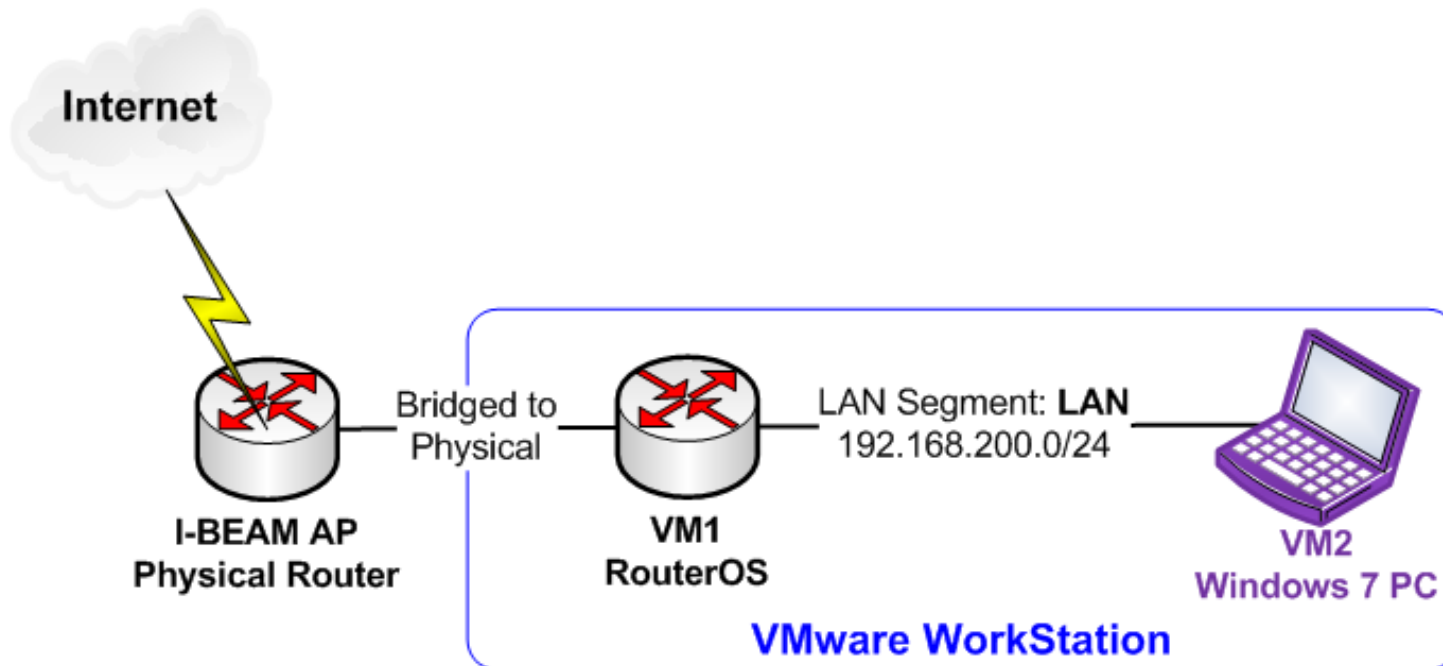 Internet
Bridged to
Physical
LAN Segment: LAN
192.168.200.0/24
I-BEAM AP
Physical Router
VM1
RouterOS
VM2
Windows 7 PC
VMware WorkStation